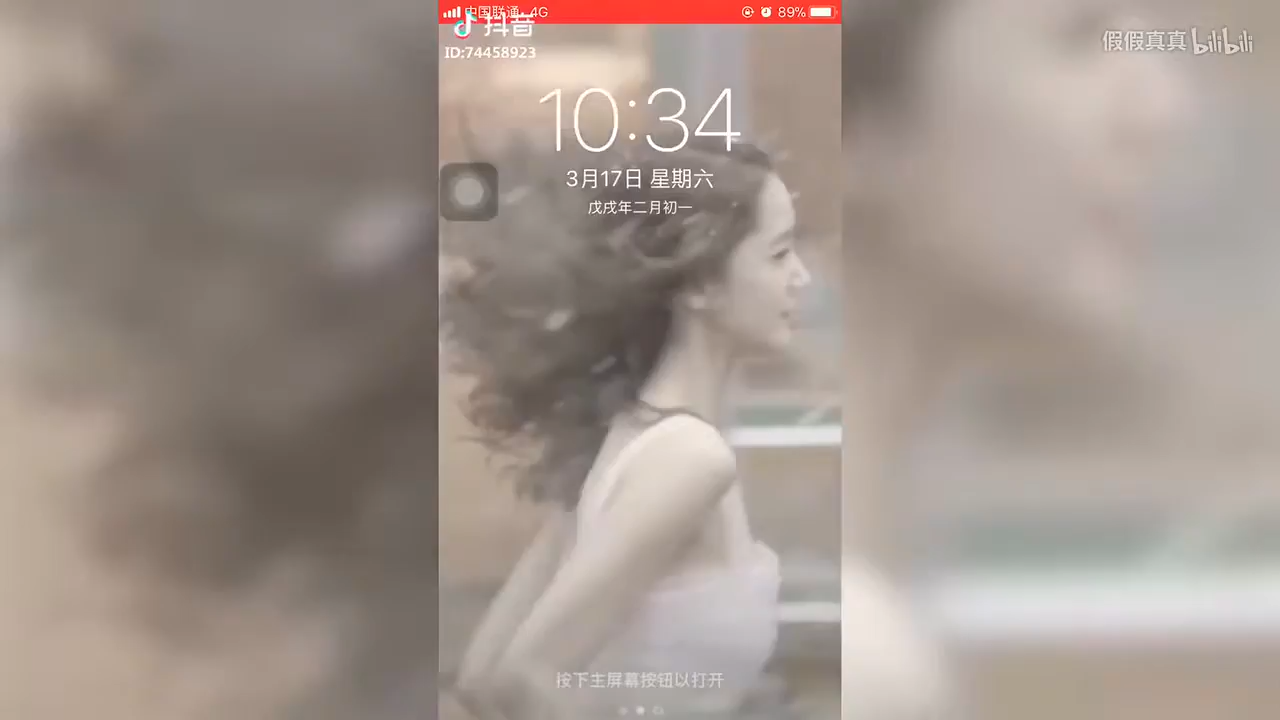 中国联通 4G
89%
抖音
ID:74458923
假假真真 bilibili
10:34
3月17日 星期六
戊戌年二月初一
按下主屏幕按钮以打开